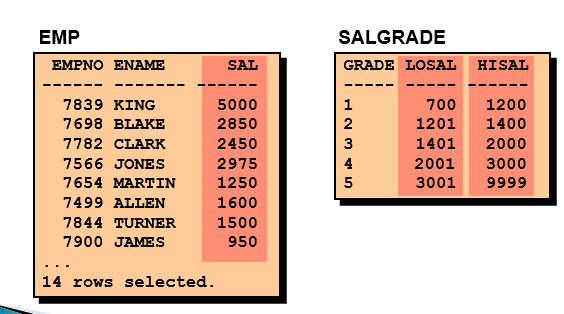 EMP
EMPNO ENAME SAL
------ ------- ------
7839 KING 5000
7698 BLAKE 2850
7782 CLARK 2450
7566 JONES 2975
7654 MARTIN 1250
7499 ALLEN 1600
7844 TURNER 1500
7900 JAMES 950
...
14 rows selected.
SALGRADE
GRADE LOSAL HISAL
----- ----- ------
1 700 1200
2 1201 1400
3 1401 2000
4 2001 3000
5 3001 9999